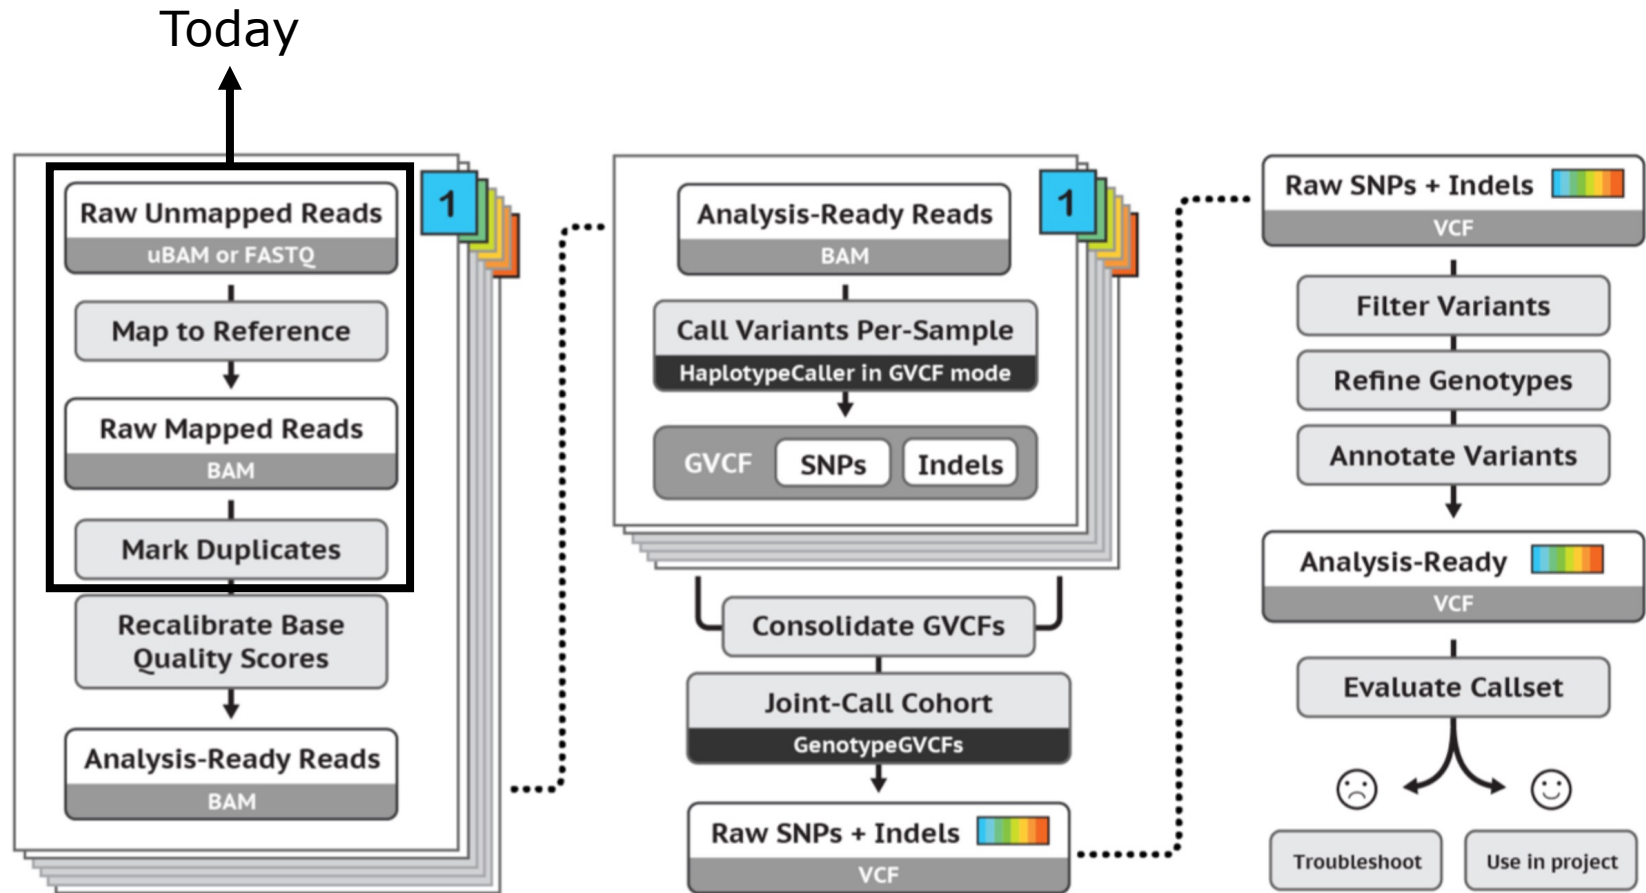 Today
1
Raw Unmapped Reads
uBAM or FASTQ
Map to Reference
Raw Mapped Reads
BAM
Mark Duplicates
Recalibrate Base
Quality Scores
Analysis-Ready Reads
BAM
1
Analysis-Ready Reads
BAM
Call Variants Per-Sample
HaplotypeCaller in GVCF mode
GVCF SNPs Indels
Consolidate GVCFs
Joint-Call Cohort
GenotypeGVCFs
Raw SNPs + Indels
VCF
Raw SNPs + Indels
VCF
Filter Variants
Refine Genotypes
Annotate Variants
Analysis-Ready
VCF
Evaluate Callset
Troubleshoot
Use in project